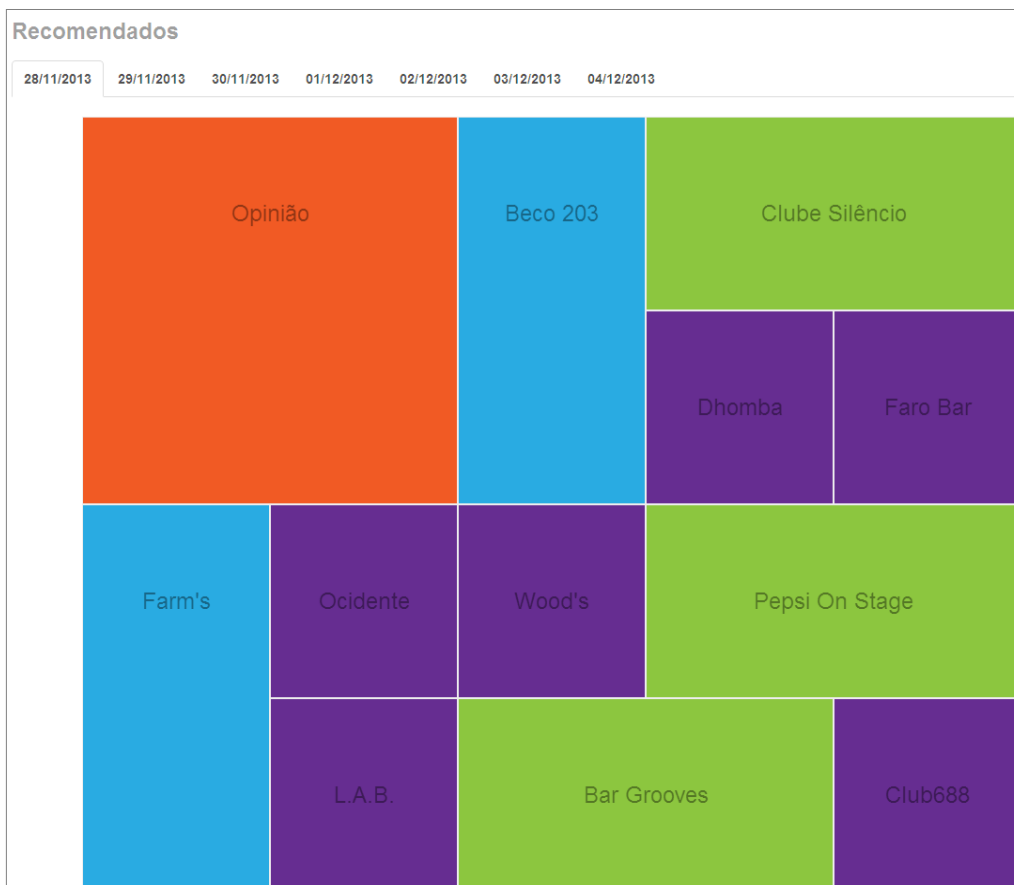 Recomendados
28/11/2013 29/11/2013 30/11/2013 01/12/2013 02/12/2013 03/12/2013 04/12/2013
Opinião Beco 203 Clube Silêncio
Dhomba Faro Bar
Farm's Ocidente Wood's Pepsi On Stage
L.A.B. Bar Grooves Club688